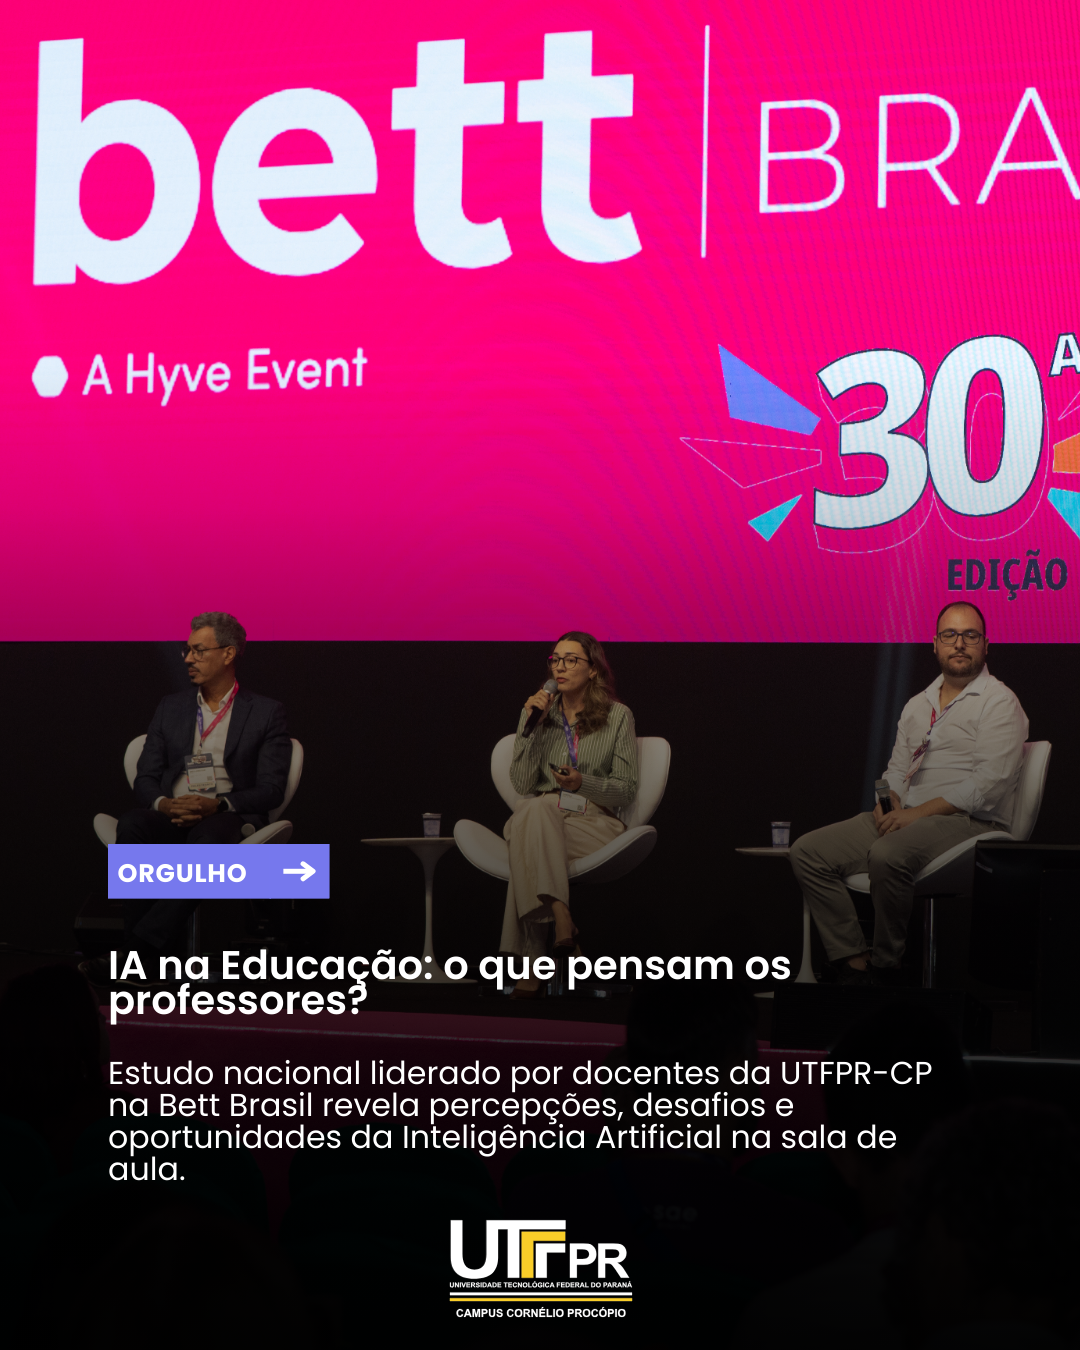 bett | BRA
A Hyve Event
30
A
EDIÇÃO
ORGULHO
IA na Educação: o que pensam os
professores?
Estudo nacional liderado por docentes da UTFPR-CP
na Bett Brasil revela percepções, desafios e
oportunidades da Inteligência Artificial na sala de
aula.
UTFPR
UNIVERSIDADE TECNOLÓGICA FEDERAL DO PARANÁ
CAMPUS CORNÉLIO PROCÓPIO